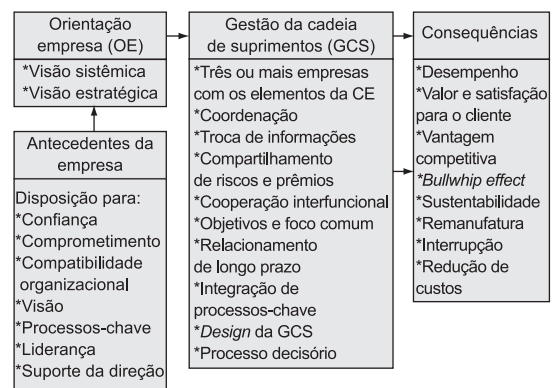 Orientação
empresa (OE)
*Visão sistêmica
*Visão estratégica
Antecedentes da
empresa
Disposição para:
*Confiança
*Comprometimento
*Compatibilidade
organizacional
*Visão
*Processos-chave
*Liderança
*Suporte da direção
Gestão da cadeia
de suprimentos (GCS)
*Três ou mais empresas
com os elementos da CE
*Coordenação
*Troca de informações
*Compartilhamento
de riscos e prêmios
*Cooperação interfuncional
*Objetivos e foco comum
*Relacionamento
de longo prazo
*Integração de
processos-chave
*Design da GCS
*Processo decisório
Consequências
*Desempenho
*Valor e satisfação
para o cliente
*Vantagem
competitiva
*Bullwhip effect
*Sustentabilidade
*Remanufatura
*Interrupção
*Redução de
custos